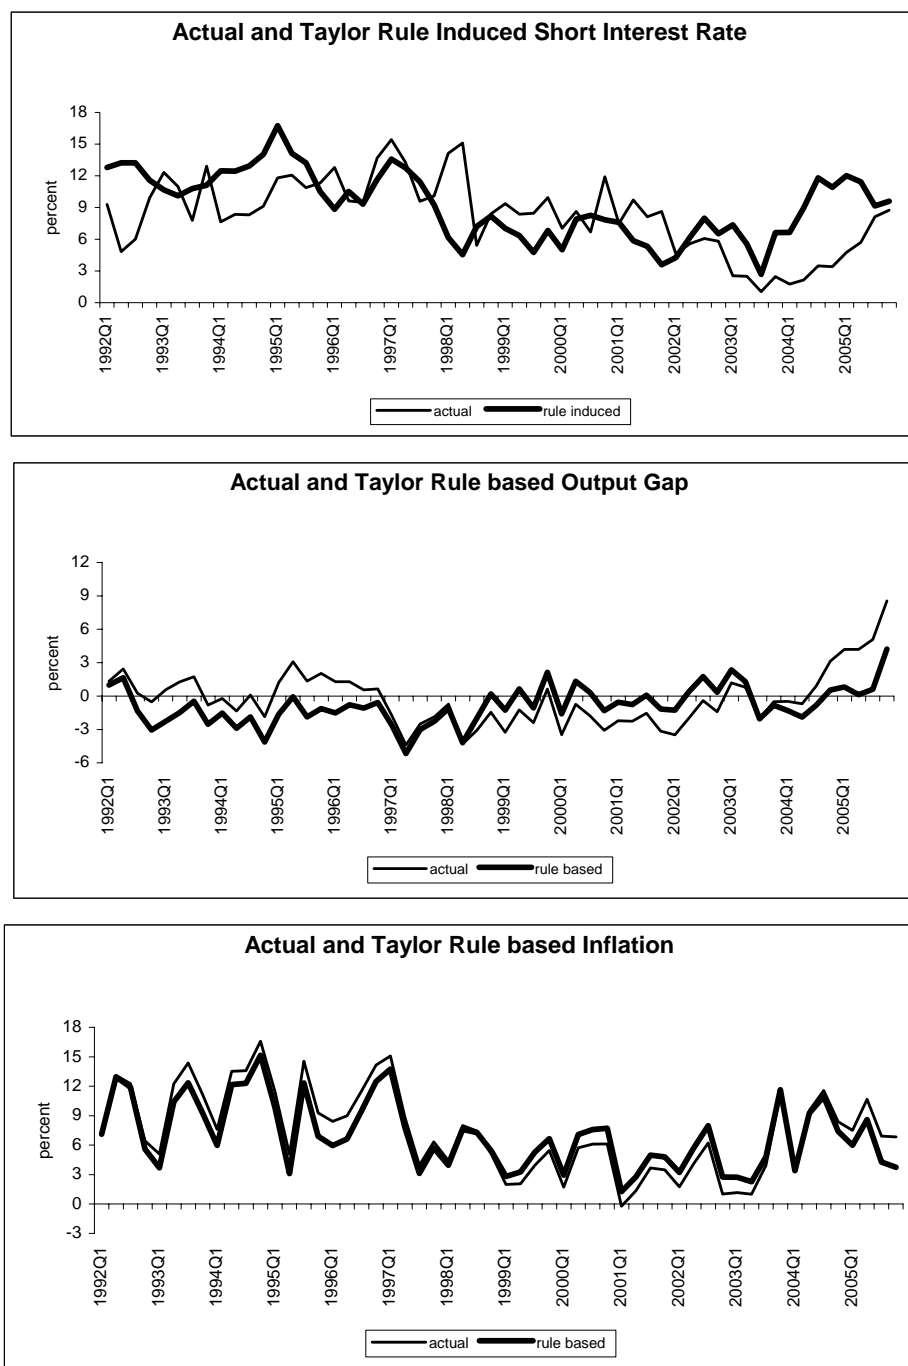 Actual and Taylor Rule Induced Short Interest Rate
18
15
12
9
6
3
0
percent
1992Q1
1993Q1
1994Q1
1995Q1
1996Q1
1997Q1
1998Q1
1999Q1
2000Q1
2001Q1
2002Q1
2003Q1
2004Q1
2005Q1
actual rule induced
Actual and Taylor Rule based Output Gap
12
9
6
3
0
-3
-6
percent
1992Q1
1993Q1
1994Q1
1995Q1
1996Q1
1997Q1
1998Q1
1999Q1
2000Q1
2001Q1
2002Q1
2003Q1
2004Q1
2005Q1
actual rule based
Actual and Taylor Rule based Inflation
18
15
12
9
6
3
0
-3
percent
1992Q1
1993Q1
1994Q1
1995Q1
1996Q1
1997Q1
1998Q1
1999Q1
2000Q1
2001Q1
2002Q1
2003Q1
2004Q1
2005Q1
actual rule based